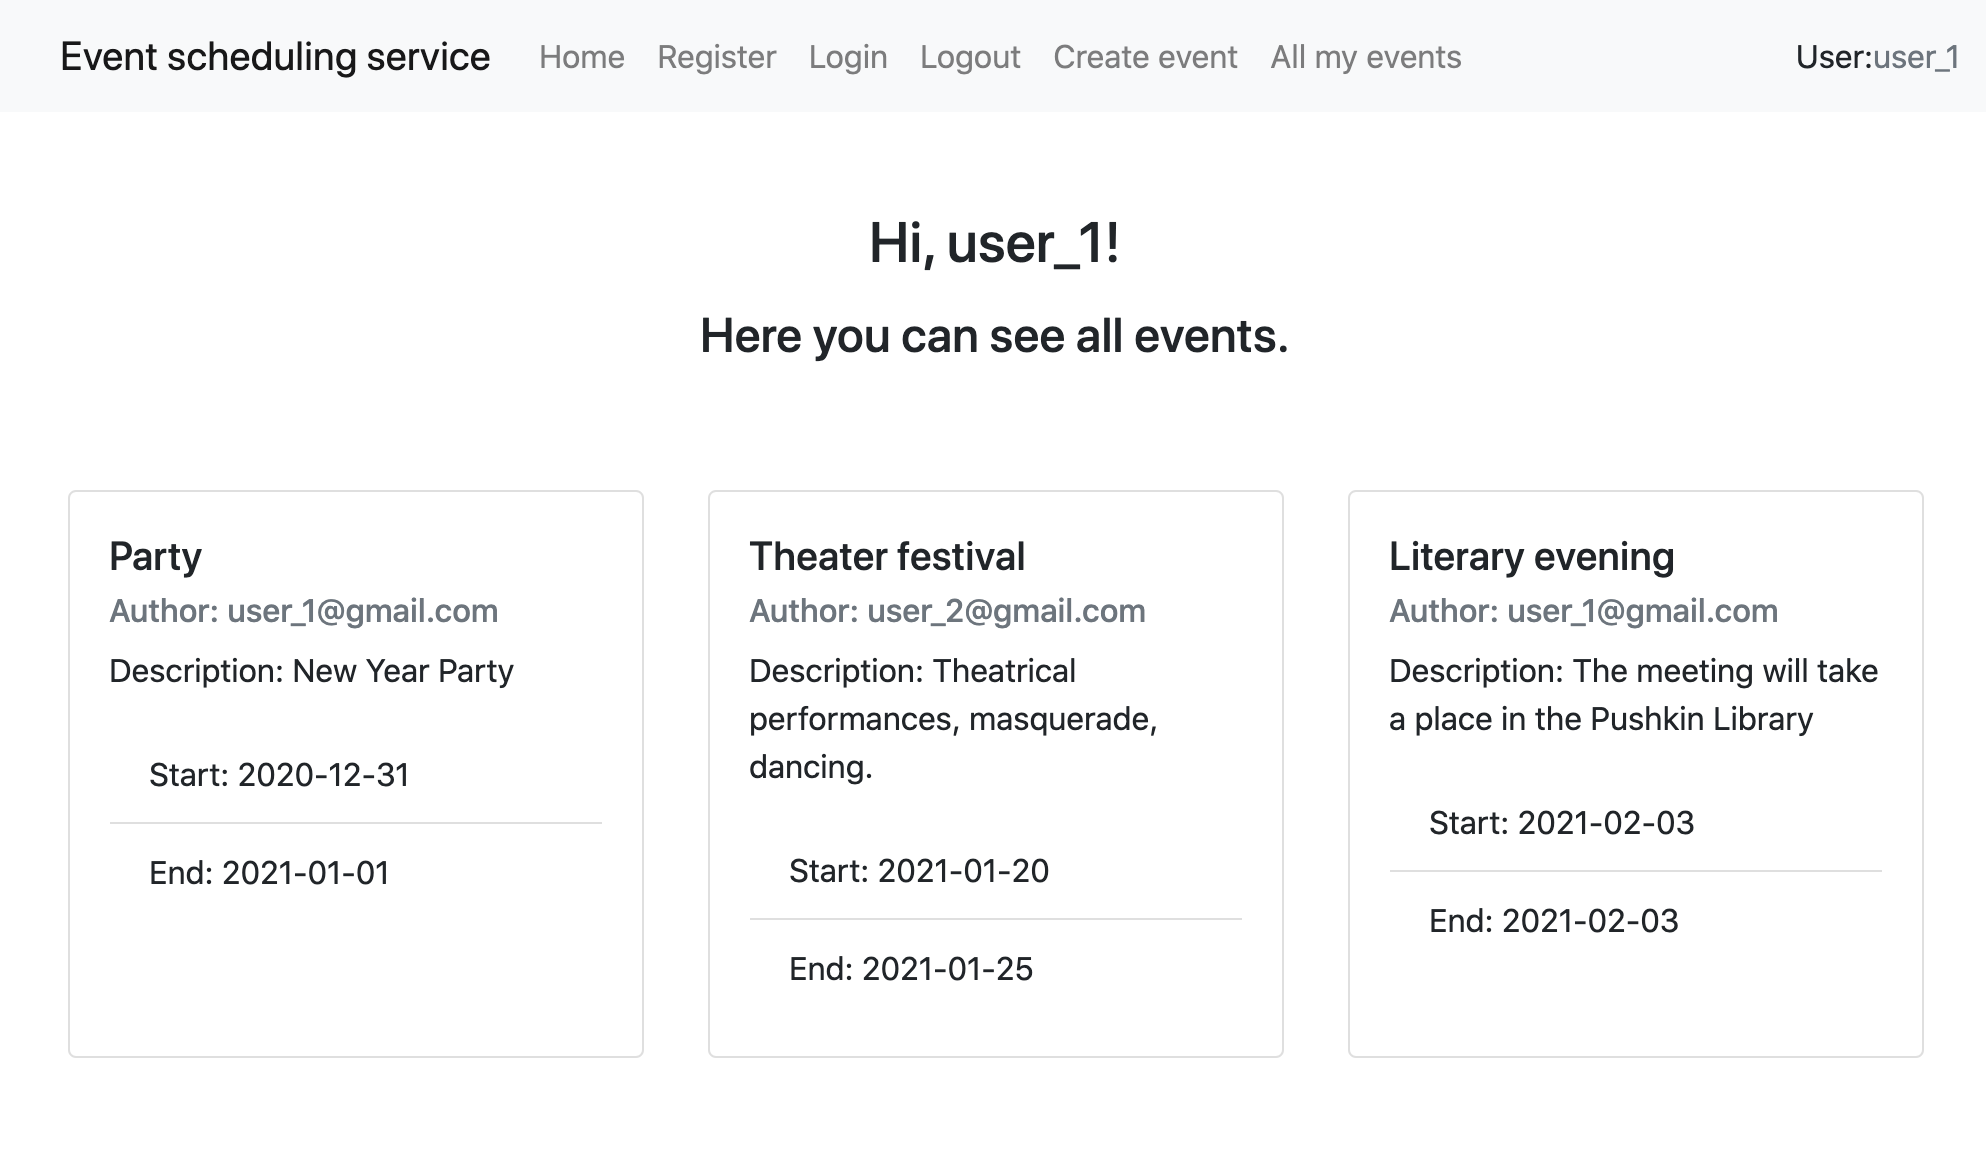 Event scheduling service Home Register Login Logout Create event All my events User:user_1
Hi, user_1!
Here you can see all events.
Party
Author: user_1@gmail.com
Description: New Year Party
Start: 2020-12-31
End: 2021-01-01
Theater festival
Author: user_2@gmail.com
Description: Theatrical
performances, masquerade,
dancing.
Start: 2021-01-20
End: 2021-01-25
Literary evening
Author: user_1@gmail.com
Description: The meeting will take
a place in the Pushkin Library
Start: 2021-02-03
End: 2021-02-03